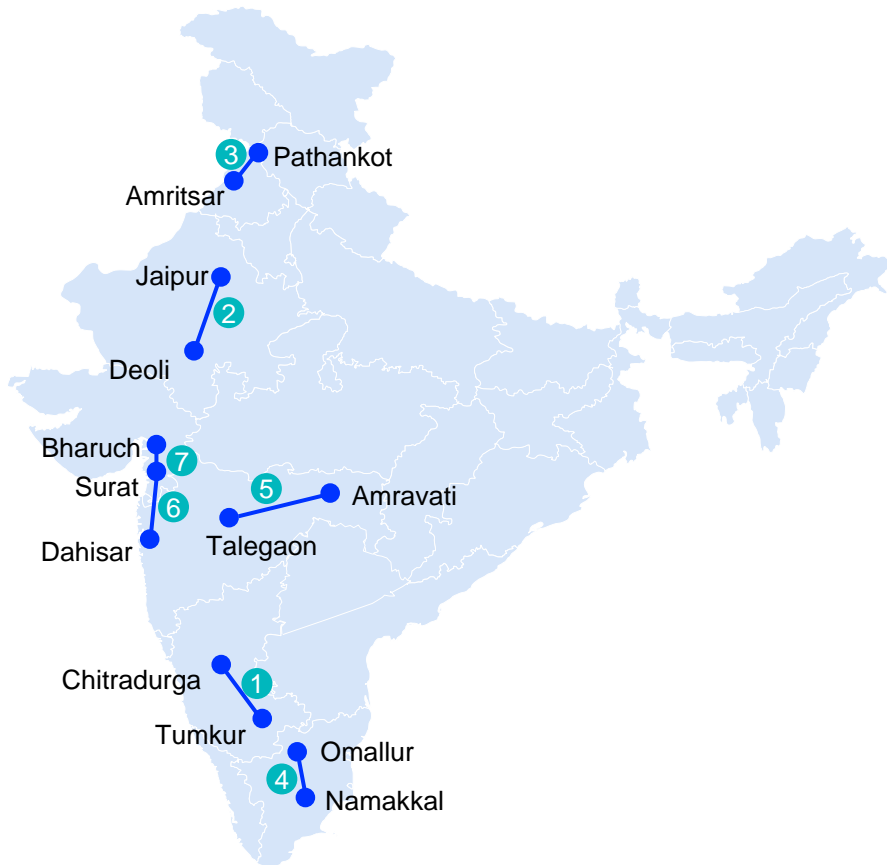 3
Pathankot
Amritsar
Jaipur
2
Deoli
Bharuch
7
Surat
5
Amravati
6
Talegaon
Dahisar
Chitradurga
1
Tumkur
Omallur
4
Namakkal